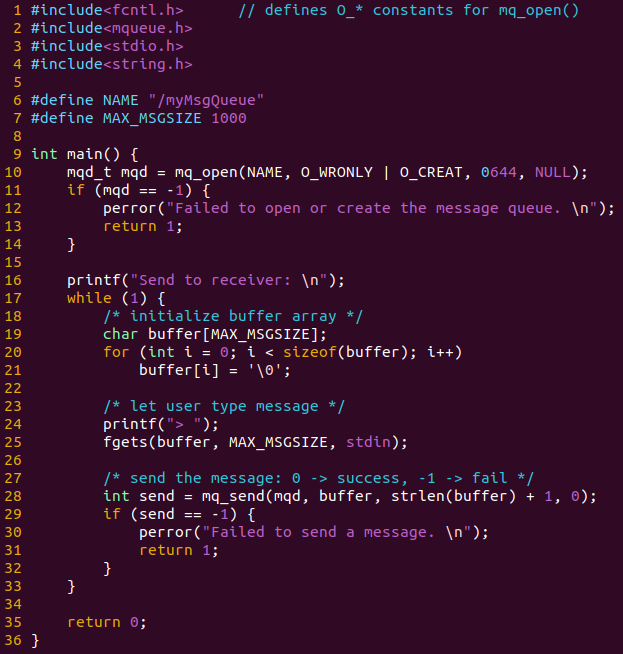 1 #include<fcntl.h>      // defines O_* constants for mq_open()
2 #include<mqueue.h>
3 #include<stdio.h>
4 #include<string.h>
5
6 #define NAME "/myMsgQueue"
7 #define MAX_MSGSIZE 1000
8
9 int main() {
10     mqd_t mqd = mq_open(NAME, O_WRONLY | O_CREAT, 0644, NULL);
11     if (mqd == -1) {
12         perror("Failed to open or create the message queue. \n");
13         return 1;
14     }
15
16     printf("Send to receiver: \n");
17     while (1) {
18         /* initialize buffer array */
19         char buffer[MAX_MSGSIZE];
20         for (int i = 0; i < sizeof(buffer); i++)
21             buffer[i] = '\0';
22
23         /* let user type message */
24         printf("> ");
25         fgets(buffer, MAX_MSGSIZE, stdin);
26
27         /* send the message: 0 -> success, -1 -> fail */
28         int send = mq_send(mqd, buffer, strlen(buffer) + 1, 0);
29         if (send == -1) {
30             perror("Failed to send a message. \n");
31             return 1;
32         }
33     }
34
35     return 0;
36 }